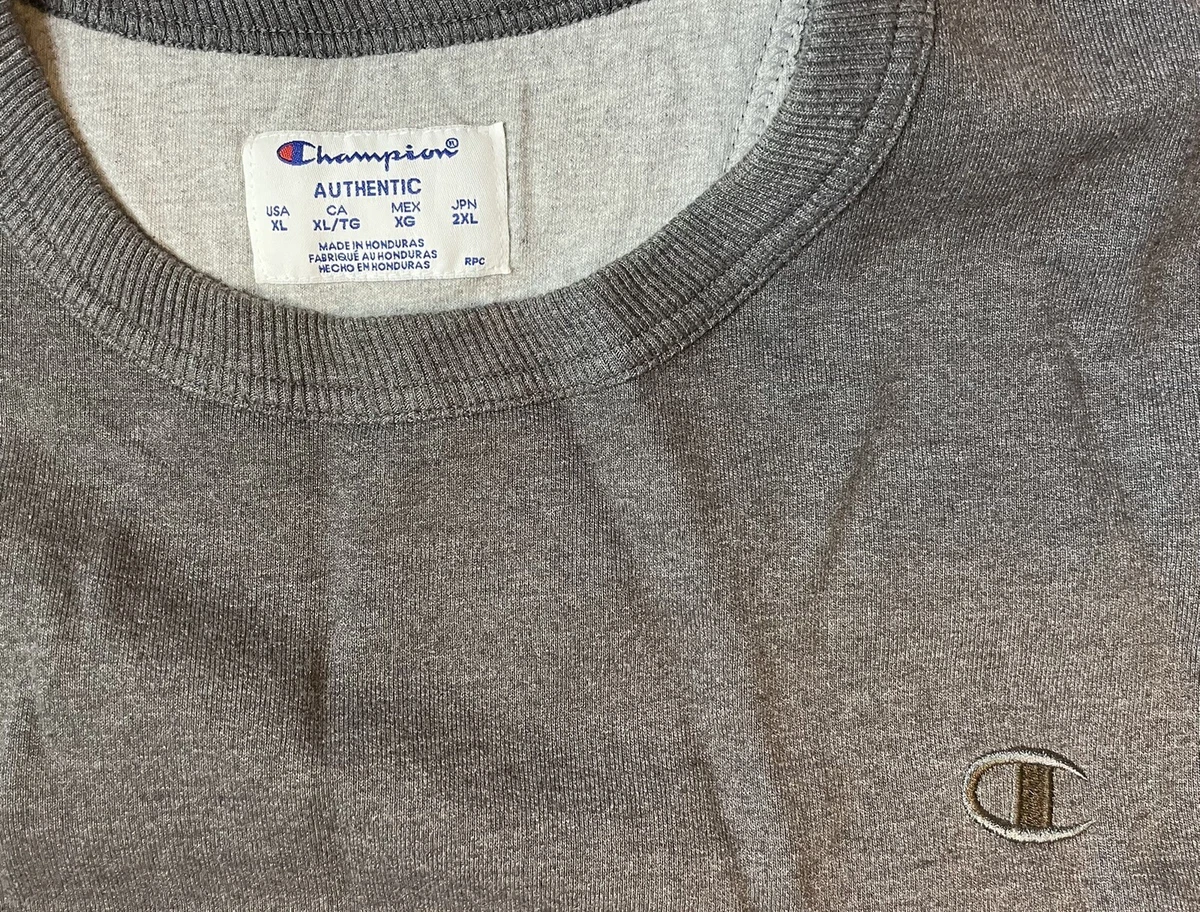 Champion®
AUTHENTIC
USA CA MEX JPN
XL XL/TG XG 2XL
MADE IN HONDURAS
FABRIQUÉ AU HONDURAS
HECHO EN HONDURAS RPC
C